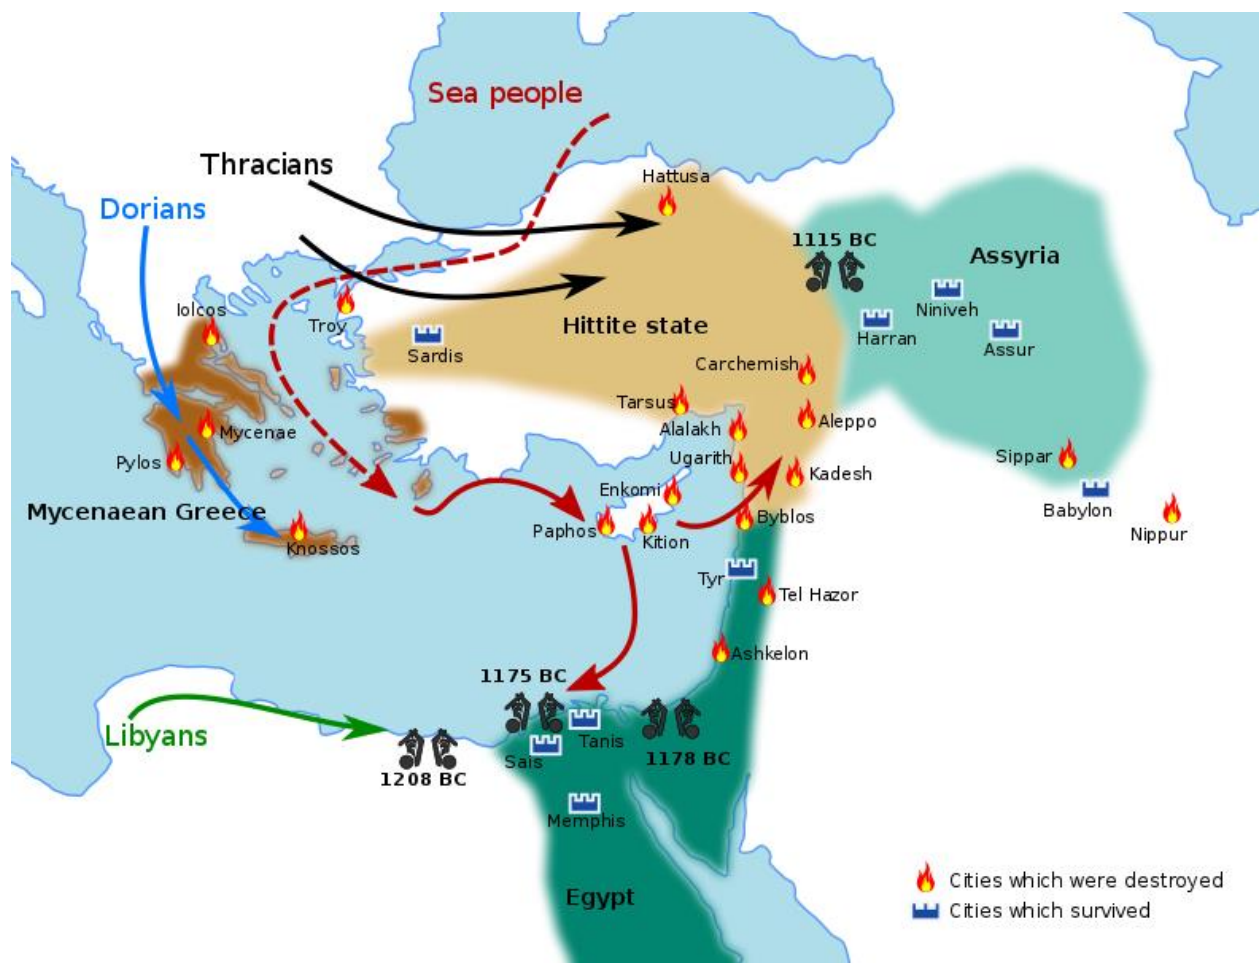 Sea people
Thracians
Hattusa
Dorians
1115 BC
Assyria
Niniveh
Iolcos
Troy
Hittite state
Harran
Assur
Sardis
Carchemish
Tarsus
Aleppo
Alalakh
Mycenae
Ugarith
Sippar
Pylos
Kadesh
Enkomi
Mycenaean Greece
Babylon
Byblos
Paphos
Kition
Nippur
Knossos
Tyr
Tel Hazor
Ashkelon
1175 BC
Libyans
Tanis
Sais
1178 BC
1208 BC
Memphis
Egypt
Cities which were destroyed
Cities which survived